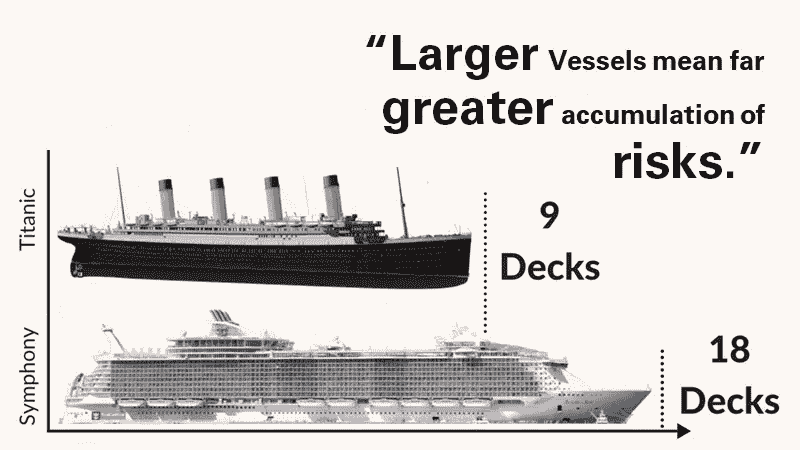 “Larger Vessels mean far
greater accumulation of
risks.”
Titanic
9
Decks
Symphony
18
Decks